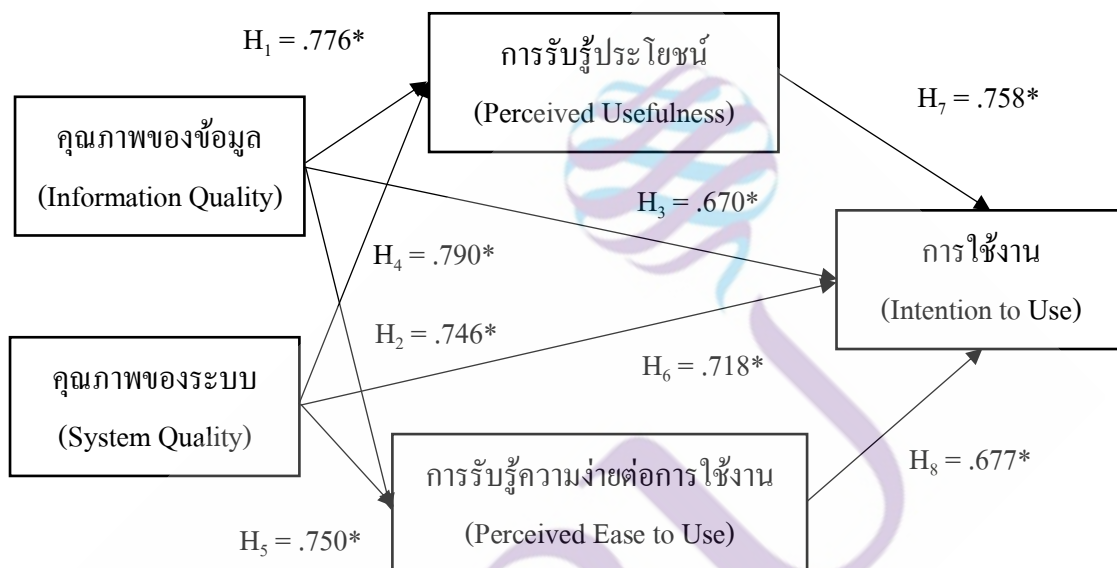 H₁ = .776*
การรับรู้ประโยชน์
(Perceived Usefulness)
H₇ = .758*
คุณภาพของข้อมูล
(Information Quality)
H₃ = .670*
H₄ = .790*
การใช้งาน
(Intention to Use)
H₂ = .746*
คุณภาพของระบบ
(System Quality)
H₆ = .718*
การรับรู้ความง่ายต่อการใช้งาน
(Perceived Ease to Use)
H₈ = .677*
H₅ = .750*